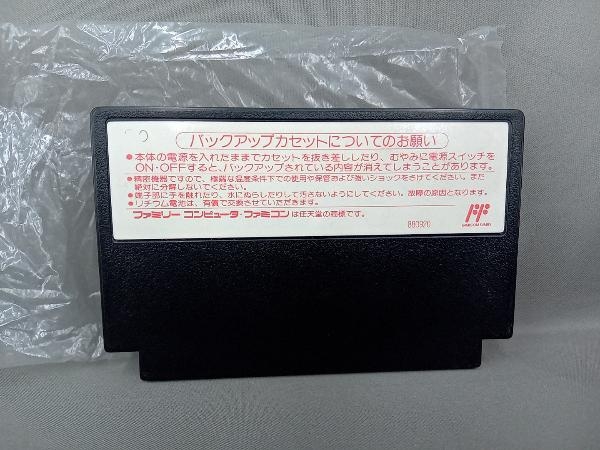 バックアップカセットについてのお願い
●本体の電源を入れたままでカセットを抜き差ししたり、むやみに電源スイッチを
ON・OFFすると、バックアップされている内容が消えてしまうことがあります。
●精密機器ですので、極端な温度条件下での使用や保管および強いショックをさけてください。また
絶対に分解しないでください。
●端子部に手を触れたり、水にぬらしたりして汚さないようにしてください。故障の原因となります。
●リチウム電池は、有償で交換させていただきます。
ファミリーコンピュータ・ファミコンは任天堂の商標です。
880920
FAMICOM FAMILY